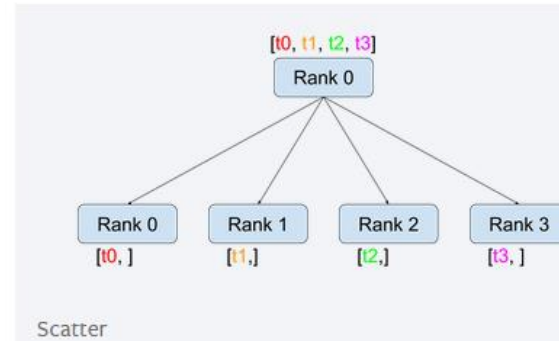 [t0, t1, t2, t3]
Rank 0
Rank 0 Rank 1 Rank 2 Rank 3
[t0, ] [t1,] [t2,] [t3, ]
Scatter